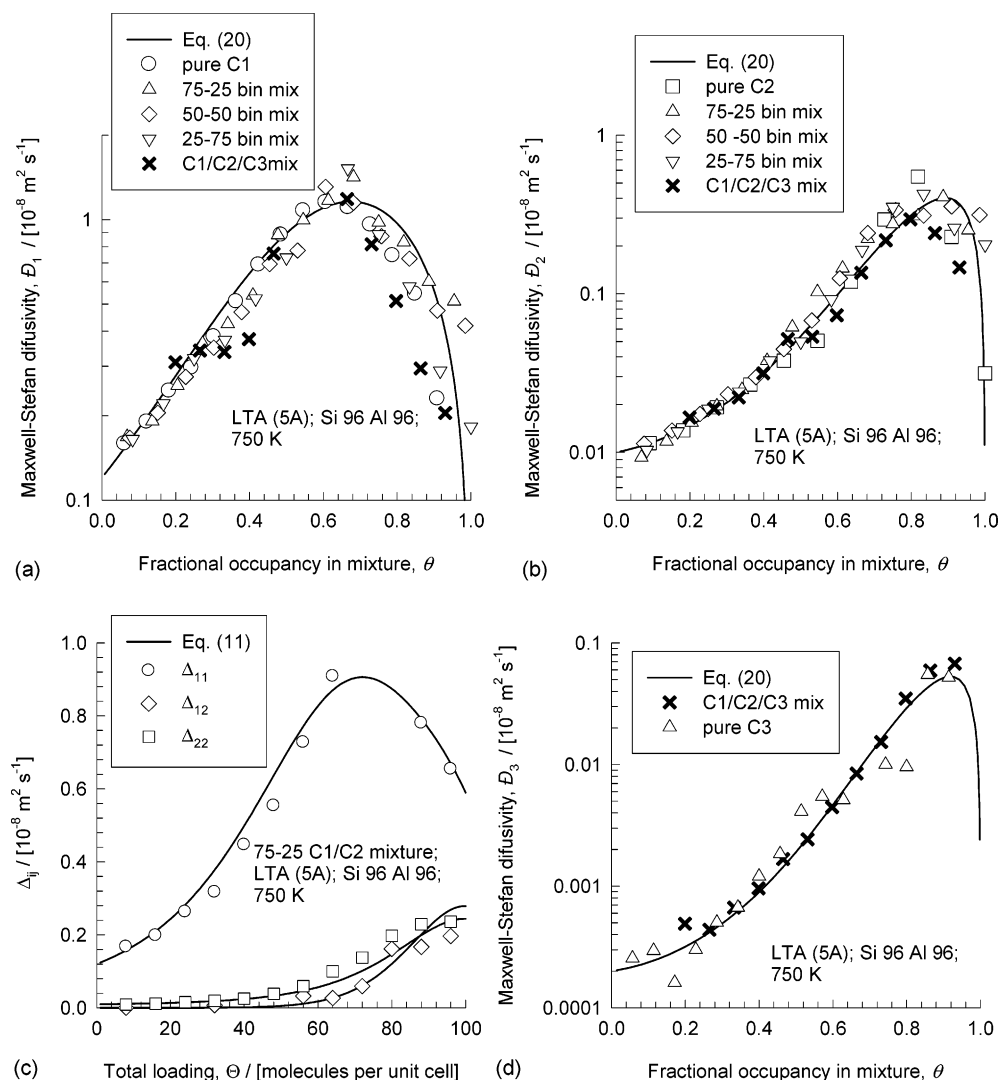 Eq. (20)
pure C1
75-25 bin mix
50-50 bin mix
25-75 bin mix
C1/C2/C3mix
Maxwell-Stefan difusivity, Đ1 / [10-8 m2 s-1]
1
0.1
LTA (5A); Si 96 Al 96;
750 K
0.0 0.2 0.4 0.6 0.8 1.0
Fractional occupancy in mixture, θ
(a)
Eq. (20)
pure C2
75-25 bin mix
50 -50 bin mix
25-75 bin mix
C1/C2/C3 mix
Maxwell-Stefan difusivity, Đ2 / [10-8 m2 s-1]
1
0.1
0.01
LTA (5A); Si 96 Al 96;
750 K
0.0 0.2 0.4 0.6 0.8 1.0
Fractional occupancy in mixture, θ
(b)
Eq. (11)
Δ11
Δ12
Δ22
Δij / [10-8 m2 s-1]
1.0
0.8
0.6
0.4
0.2
0.0
75-25 C1/C2 mixture;
LTA (5A); Si 96 Al 96;
750 K
0 20 40 60 80 100
Total loading, Θ / [molecules per unit cell]
(c)
Eq. (20)
C1/C2/C3 mix
pure C3
Maxwell-Stefan difusivity, Đ3 / [10-8 m2 s-1]
0.1
0.01
0.001
0.0001
LTA (5A); Si 96 Al 96;
750 K
0.0 0.2 0.4 0.6 0.8 1.0
Fractional occupancy in mixture, θ
(d)